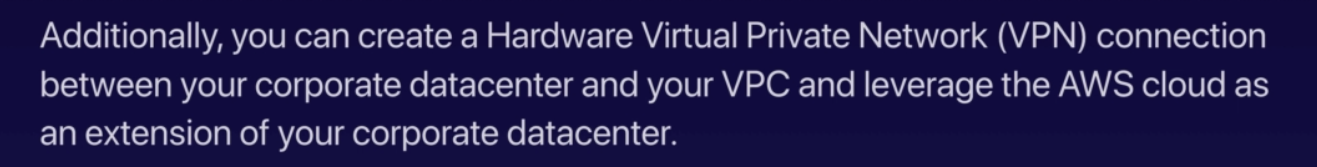 Additionally, you can create a Hardware Virtual Private Network (VPN) connection
between your corporate datacenter and your VPC and leverage the AWS cloud as
an extension of your corporate datacenter.